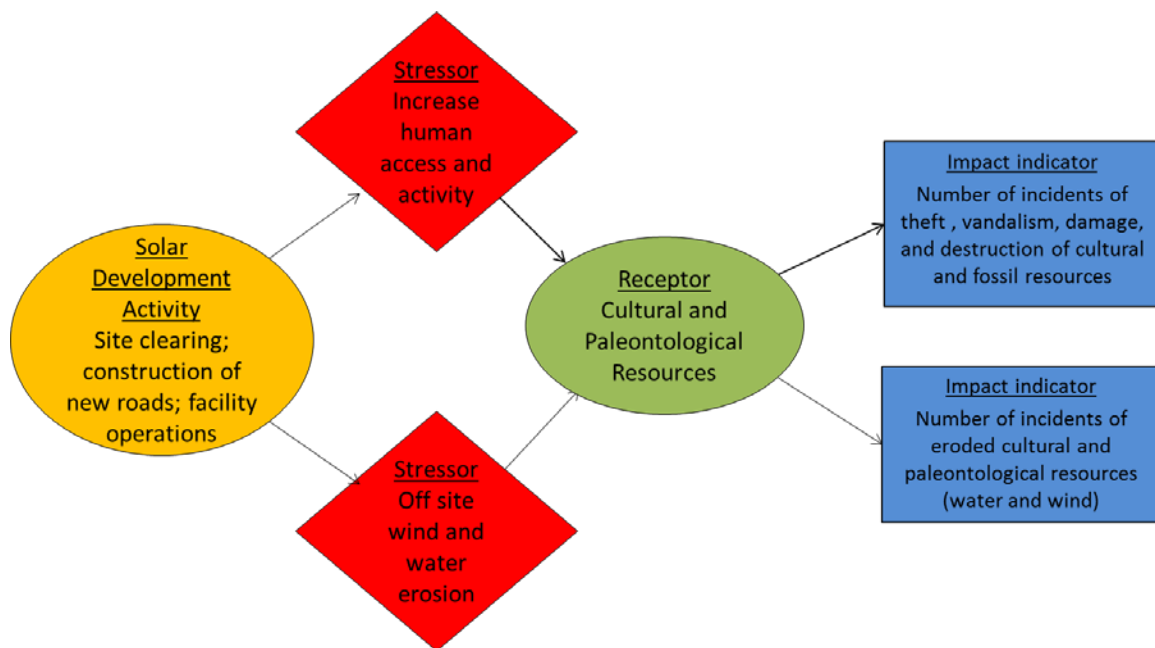 Solar
Development
Activity
Site clearing;
construction of
new roads; facility
operations
Stressor
Increase
human
access and
activity
Stressor
Off site
wind and
water
erosion
Receptor
Cultural and
Paleontological
Resources
Impact indicator
Number of incidents of
theft , vandalism, damage,
and destruction of cultural
and fossil resources
Impact indicator
Number of incidents of
eroded cultural and
paleontological resources
(water and wind)